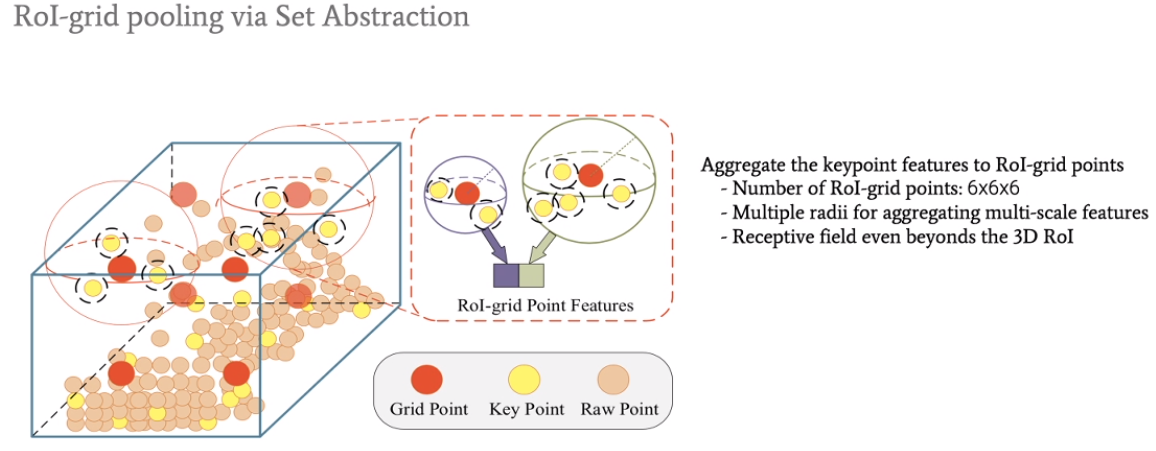 RoI-grid pooling via Set Abstraction
Aggregate the keypoint features to RoI-grid points
- Number of RoI-grid points: 6x6x6
- Multiple radii for aggregating multi-scale features
- Receptive field even beyonds the 3D RoI
RoI-grid Point Features
Grid Point Key Point Raw Point